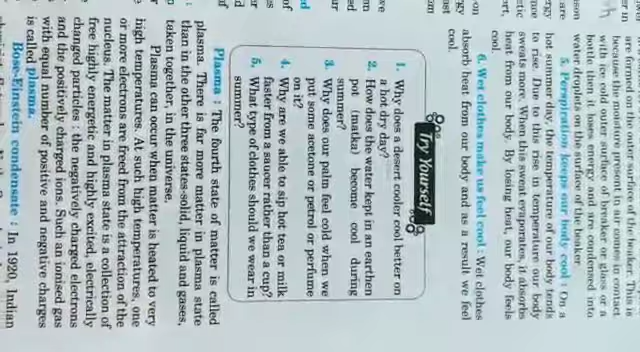 are formed on the outer surface of the beaker. This is
because the moisture present in air comes in contact
with ice cold outer surface of breaker or glass or a
bottle then it loses energy and are condensed into
water droplets on the surface of the beaker.
5. Perspiration keeps our body cool : On a
hot summer day, the temperature of our body tends
to rise. Due to this rise in temperature our body
sweats more. When this sweat evaporates, it absorbs
heat from our body. By losing heat, our body feels
cool.
6. Wet clothes make us feel cool : Wet clothes
absorb heat from our body and as a result we feel
cool.
Try Yourself
1. Why does a desert cooler cool better on
a hot dry day?
2. How does the water kept in an earthen
pot (matka) become cool during
summer?
3. Why does our palm feel cold when we
put some acetone or petrol or perfume
on it?
4. Why are we able to sip hot tea or milk
faster from a saucer rather than a cup?
5. What type of clothes should we wear in
summer?
Plasma : The fourth state of matter is called
plasma. There is far more matter in plasma state
than in the other three states-solid, liquid and gases,
taken together, in the universe.
Plasma can occur when matter is heated to very
high temperatures. At such high temperatures, one
or more electrons are freed from the attraction of the
nucleus. The matter in plasma state is a collection of
free highly energetic and highly excited, electrically
changed particles : the negatively charged electrons
and the positively charged ions. Such an ionised gas
with equal number of positive and negative charges
is called plasma.
Bose-Einstein condensate : In 1920, Indian